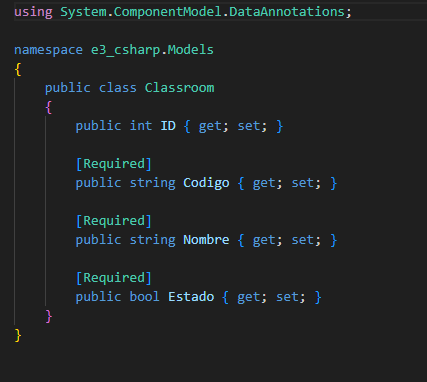 using System.ComponentModel.DataAnnotations;
namespace e3_csharp.Models
{
public class Classroom
{
public int ID { get; set; }
[Required]
public string Codigo { get; set; }
[Required]
public string Nombre { get; set; }
[Required]
public bool Estado { get; set; }
}
}